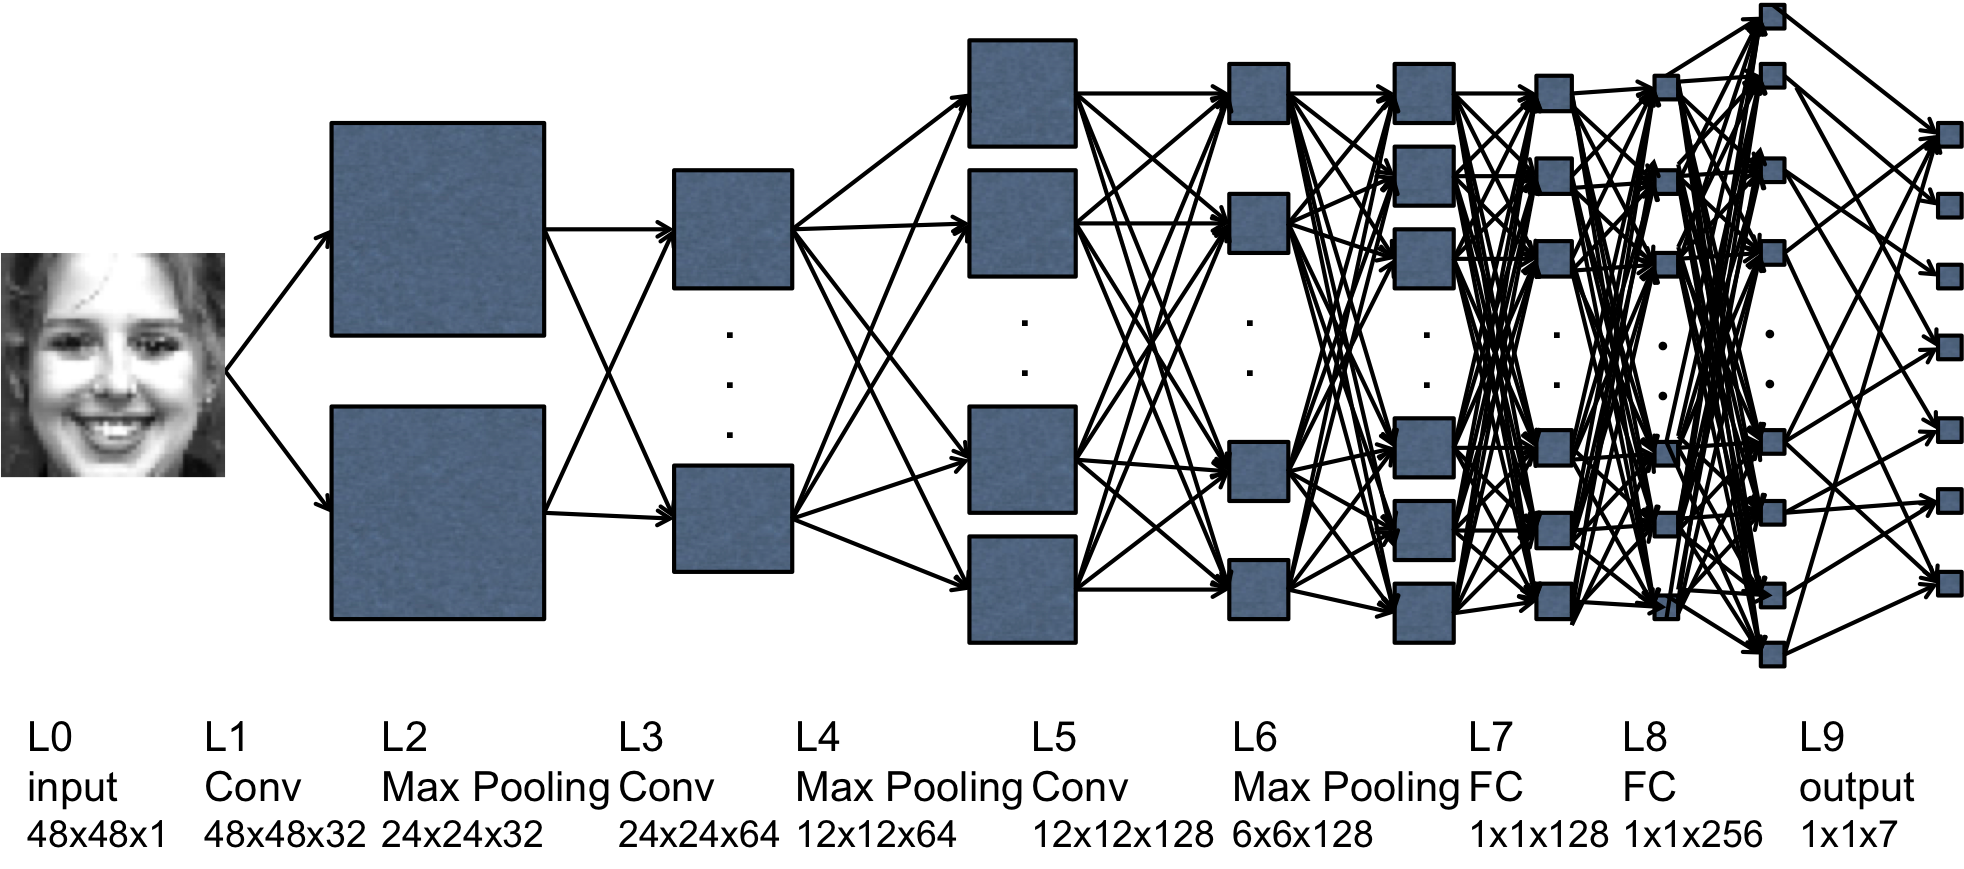 L0 L1 L2 L3 L4 L5 L6 L7 L8 L9
input Conv Max Pooling Conv Max Pooling Conv Max Pooling FC FC output
48x48x1 48x48x32 24x24x32 24x24x64 12x12x64 12x12x128 6x6x128 1x1x128 1x1x256 1x1x7